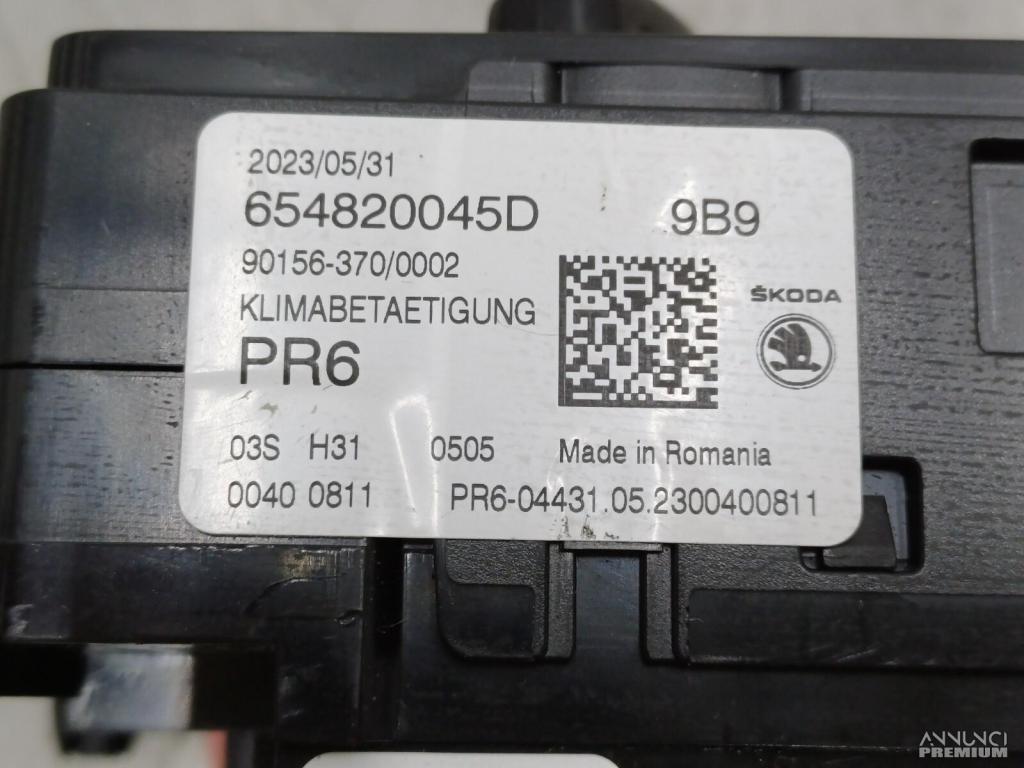 2023/05/31
654820045D 9B9
90156-370/0002
ŠKODA
KLIMABETAETIGUNG
PR6
03S H31 0505 Made in Romania
0040 0811 PR6-04431.05.2300400811
ANNUNCI
PREMIUM